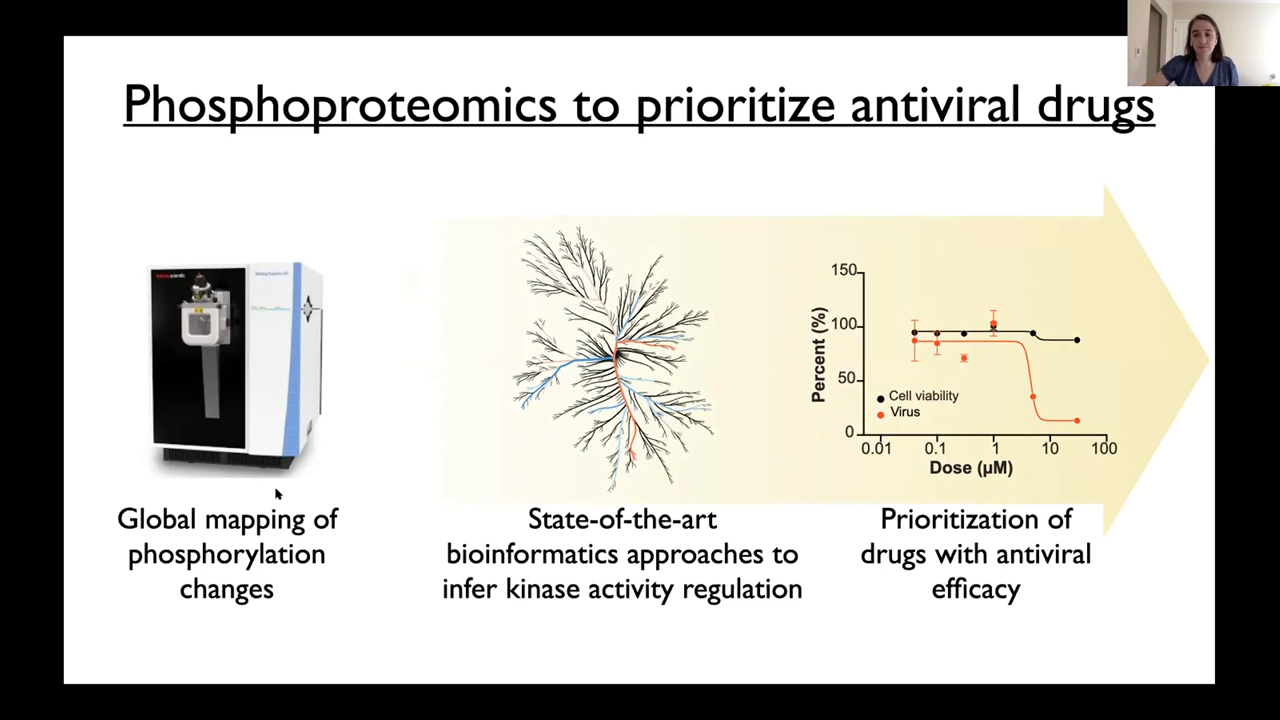 Phosphoproteomics to prioritize antiviral drugs
Global mapping of
phosphorylation
changes
State-of-the-art
bioinformatics approaches to
infer kinase activity regulation
150
100
50
0
Percent (%)
Cell viability
Virus
0.01 0.1 1 10 100
Dose (µM)
Prioritization of
drugs with antiviral
efficacy